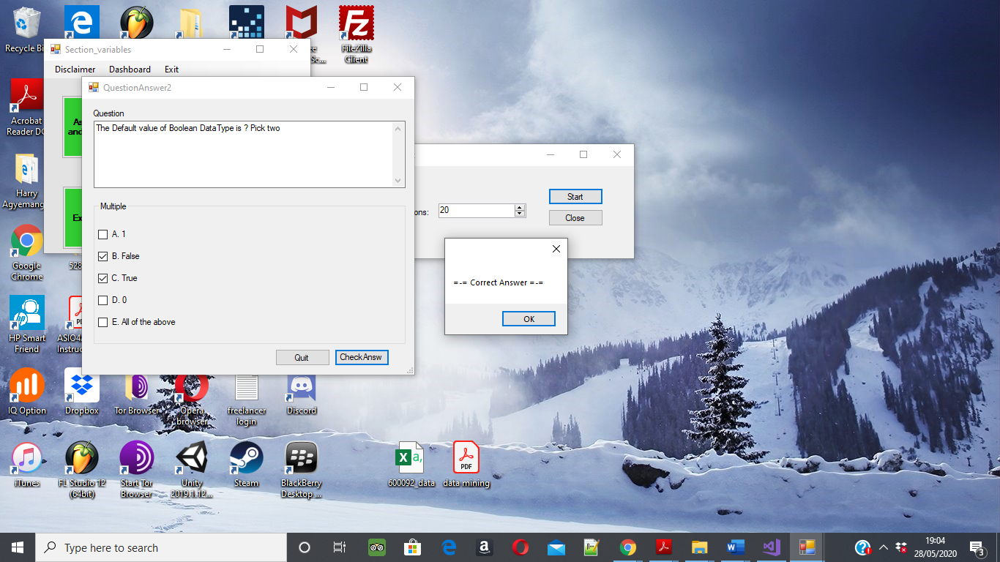 Recycle Bi
FileZilla
Client
Sc...
Section_variables
Disclaimer Dashboard Exit
QuestionAnswer2
Question
The Default value of Boolean DataType is ? Pick two
Multiple
A. 1
B. False
C. True
D. 0
E. All of the above
Quit
CheckAnsw
As
and
Ex
ons:
20
Start
Close
=-= Correct Answer =-=
OK
Acrobat
Reader DC
Harry
Agyemang
Google
Chrome
528
HP Smart
Friend
ASIO4
Instruc
PDF
IQ Option
Dropbox
Tor Browser
Opera
browser
freelancer
login
Discord
iTunes
FL Studio 12
(64bit)
Start Tor
Browser
Unity
2019.1.12...
Steam
BlackBerry
Desktop ...
600092_data
PDF
data mining
Type here to search
19:04
28/05/2020
3